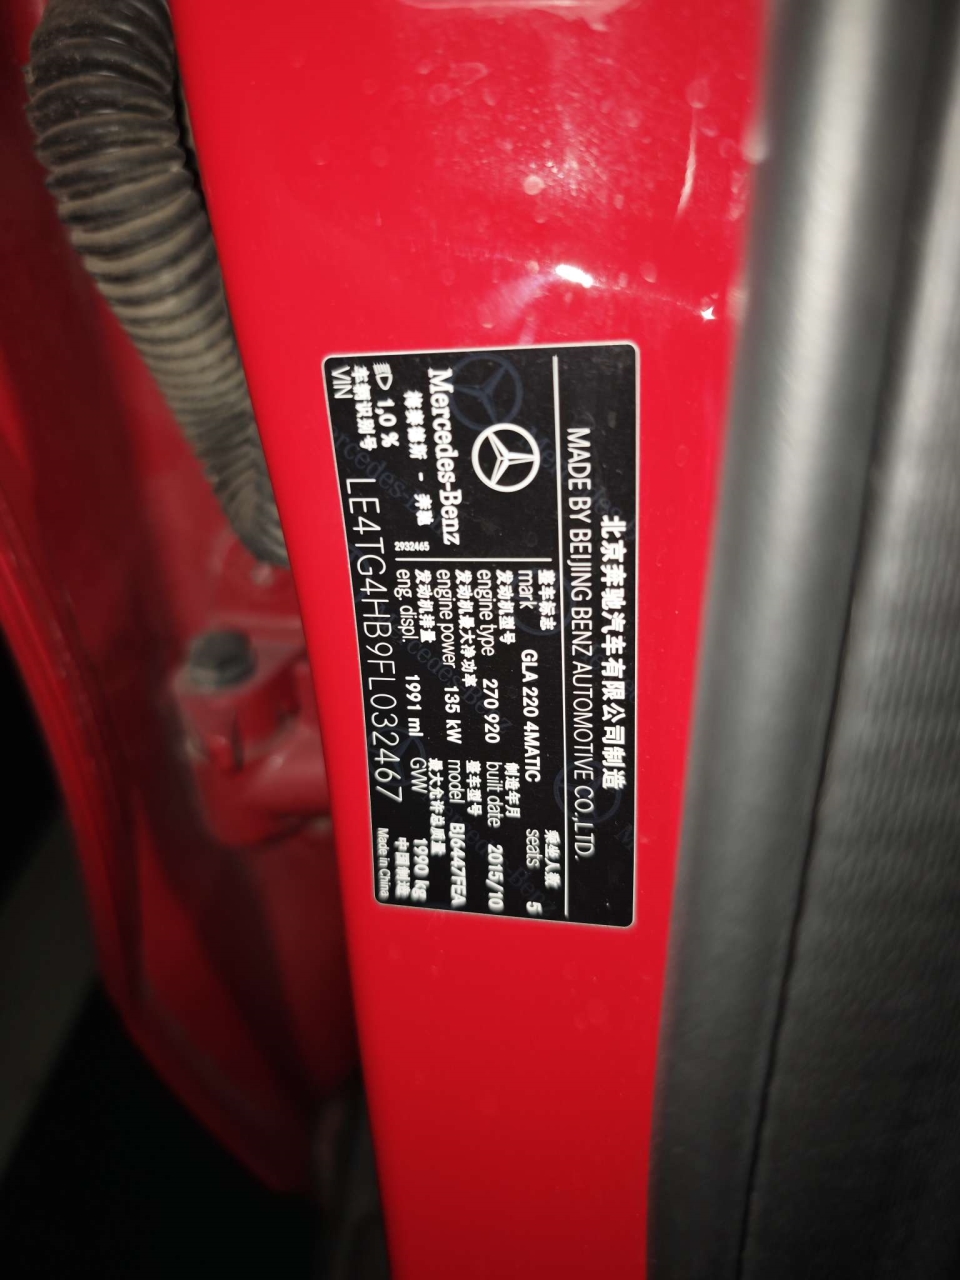 北京奔驰汽车有限公司制造
MADE BY BEIJING BENZ AUTOMOTIVE CO.,LTD.
Mercedes-Benz
梅赛德斯 - 奔驰
2932465
1,0 %
整车标志
mark GLA 220 4MATIC
乘坐人数
seats 5
发动机型号
engine type 270 920
制造年月
built date 2015/10
发动机最大净功率
engine power 135 kW
整车型号
model BJ6447FEA
发动机排量
eng. displ. 1991 ml
最大允许总质量
GVW 1990 kg
车辆识别号
VIN LE4TG4HB9FL032467
中国制造
Made in China